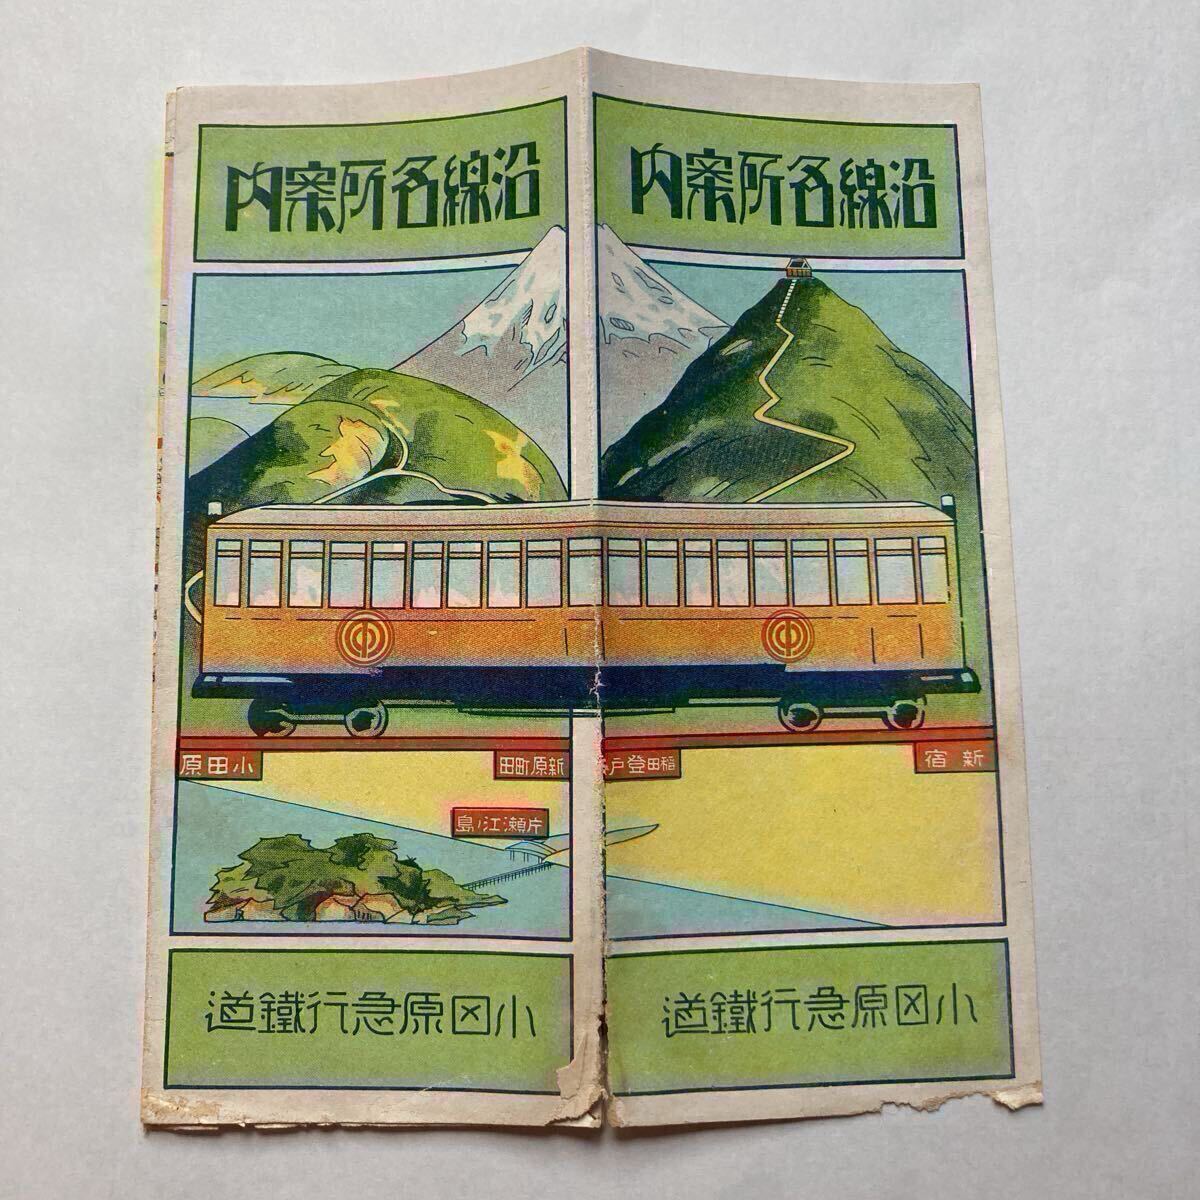 沿線名所案内
沿線名所案内
新宿
稲田登戸
新原町田
小田原
片瀬江ノ島
小田原急行鐵道
小田原急行鐵道